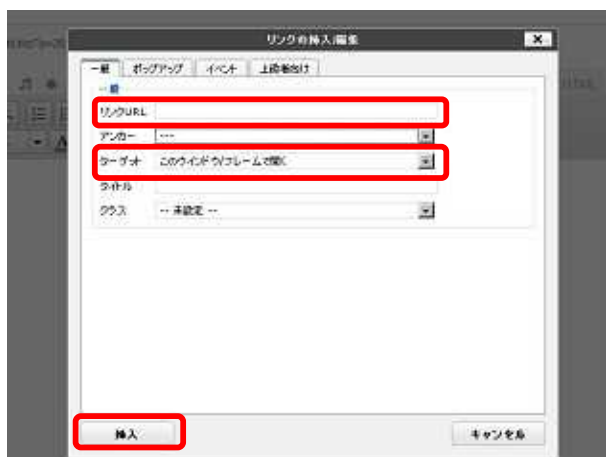 リンクの挿入/編集
一般 ポップアップ イベント 上級者向け
一般
リンクURL
アンカー ---
ターゲット このウインドウ/フレームで開く
タイトル
クラス -- 未設定 --
挿入 キャンセル